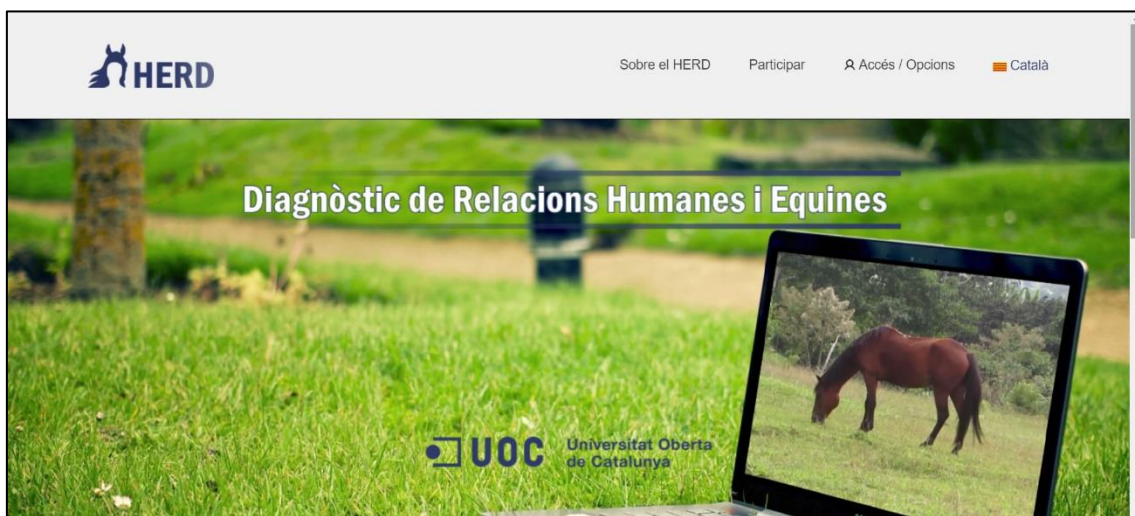 HERD
Sobre el HERD
Participar
Accés / Opcions
Català
Diagnòstic de Relacions Humanes i Equines
UOC
Universitat Oberta
de Catalunya